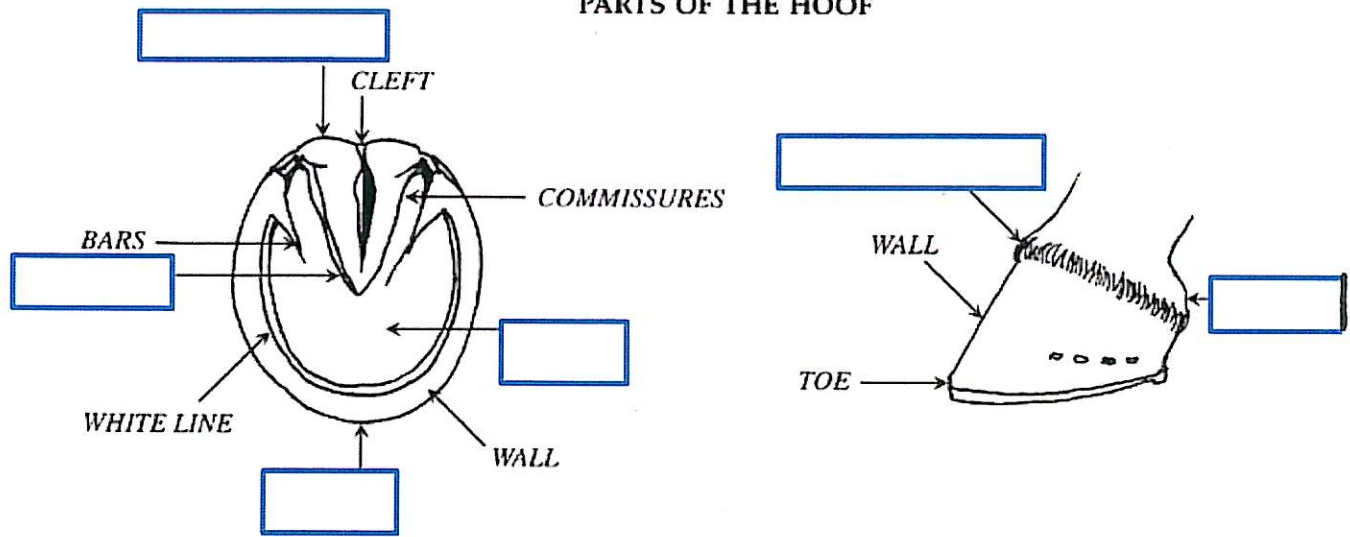 PARTS OF THE HOOF
CLEFT
COMMISSURES
BARS
WHITE LINE
WALL
WALL
TOE